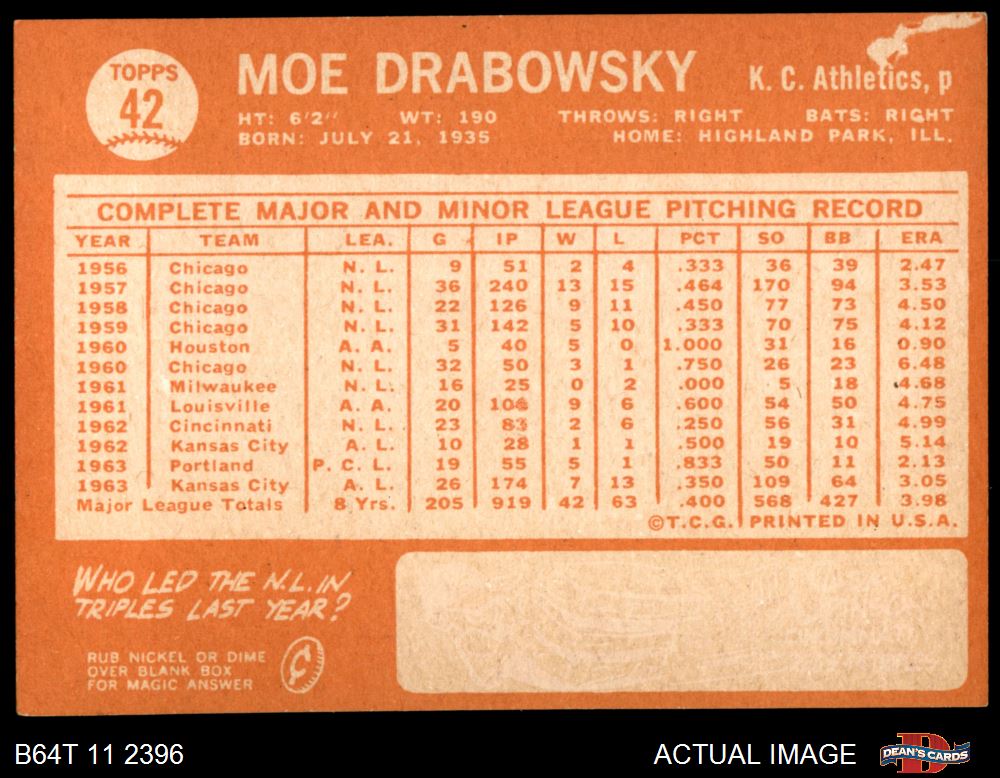 TOPPS
42
MOE DRABOWSKY
K. C. Athletics, p
HT: 6'2" WT: 190 THROWS: RIGHT BATS: RIGHT
BORN: JULY 21, 1935 HOME: HIGHLAND PARK, ILL.
COMPLETE MAJOR AND MINOR LEAGUE PITCHING RECORD
YEAR TEAM LEA. G IP W L PCT SO BB ERA
1956 Chicago N. L. 9 51 2 4 .333 36 39 2.47
1957 Chicago N. L. 36 240 13 15 .464 170 94 3.53
1958 Chicago N. L. 22 126 9 11 .450 77 73 4.50
1959 Chicago N. L. 31 142 5 10 .333 70 75 4.12
1960 Houston A. A. 5 40 5 0 1.000 31 16 0.90
1960 Chicago N. L. 32 50 3 1 .750 26 23 6.48
1961 Milwaukee N. L. 16 25 0 2 .000 5 18 4.68
1961 Louisville A. A. 20 106 9 6 .600 54 50 4.75
1962 Cincinnati N. L. 23 83 2 6 .250 56 31 4.99
1962 Kansas City A. L. 10 28 1 1 .500 19 10 5.14
1963 Portland P. C. L. 19 55 5 1 .833 50 11 2.13
1963 Kansas City A. L. 26 174 7 13 .350 109 64 3.05
Major League Totals 8 Yrs. 205 919 42 63 .400 568 427 3.98
©T.C.G. PRINTED IN U.S.A.
WHO LED THE N.L. IN
TRIPLES LAST YEAR?
RUB NICKEL OR DIME
OVER BLANK BOX
FOR MAGIC ANSWER
B64T 11 2396
ACTUAL IMAGE
DEAN'S CARDS